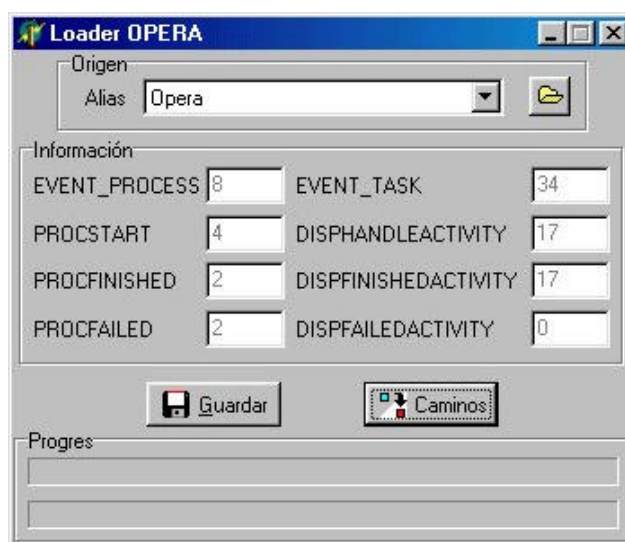 Loader OPERA
Origen
Alias Opera
Información
EVENT_PROCESS 8 EVENT_TASK 34
PROCSTART 4 DISPHANDLEACTIVITY 17
PROCFINISHED 2 DISPFINISHEDACTIVITY 17
PROCFAILED 2 DISPFAILEDACTIVITY 0
Guardar Caminos
Progres